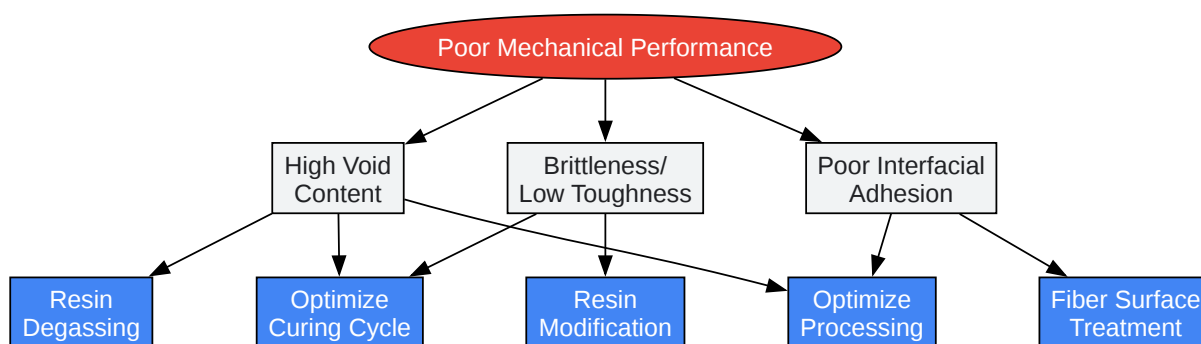 Poor Mechanical Performance
High Void
Content
Brittleness/
Low Toughness
Poor Interfacial
Adhesion
Resin
Degassing
Optimize
Curing Cycle
Resin
Modification
Optimize
Processing
Fiber Surface
Treatment